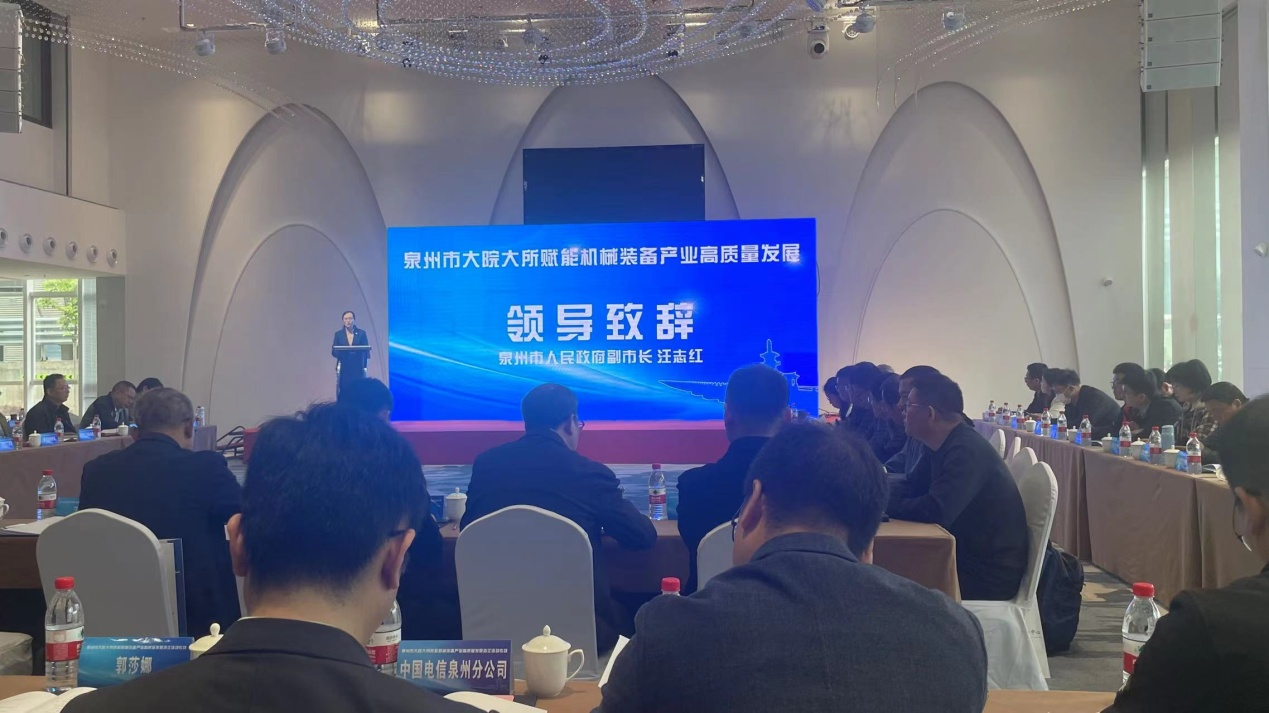 泉州市大院大所赋能机械装备产业高质量发展
领导致辞
泉州市人民政府副市长 汪志红
郭莎娜
中国电信泉州分公司